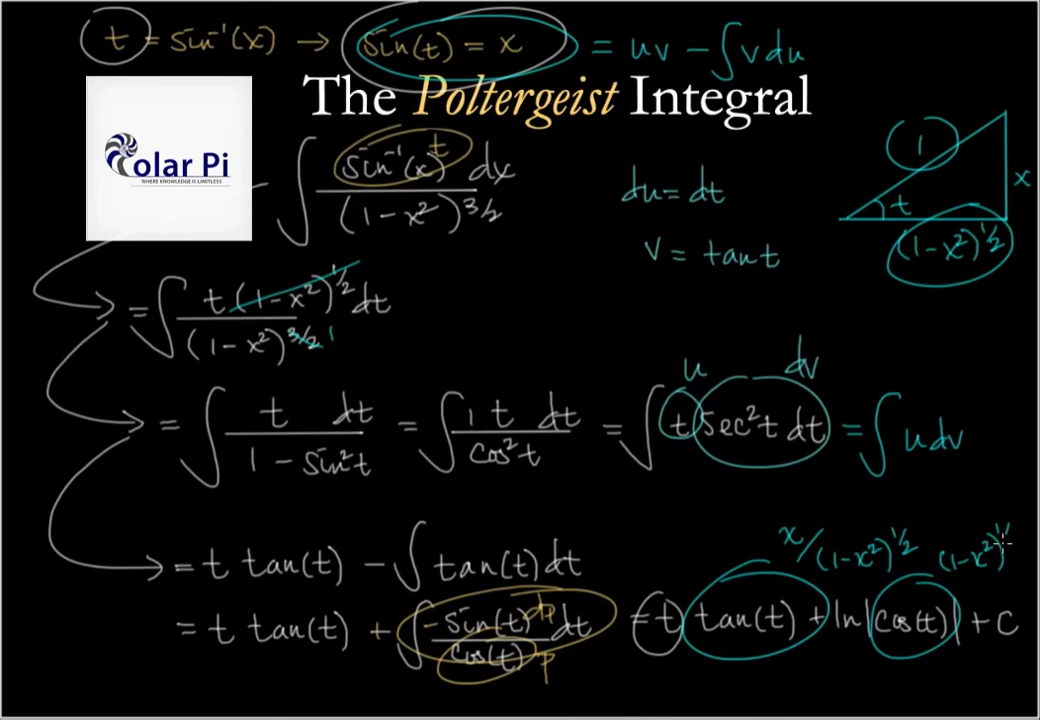 t = sin⁻¹(x) → sin(t) = x = uv - ∫vdu
The Poltergeist Integral
Colar Pi
WHERE KNOWLEDGE IS LIMITLESS
∫ sin⁻¹(x) t dx / (1-x²)^3/2
du = dt
v = tan t
1
x
t
(1-x²)^1/2
= ∫ t(1-x²)^1/2 dt / (1-x²)^3/2 1
u dv
= ∫ t dt / 1 - sin²t = ∫ 1 t dt / cos²t = ∫ t sec²t dt = ∫ u dv
x/(1-x²)^1/2 (1-x²)^1/
= t tan(t) - ∫ tan(t) dt
= t tan(t) + ∫ -sin(t) dp / cos(t) p dt = t tan(t) + ln|cos(t)| + C